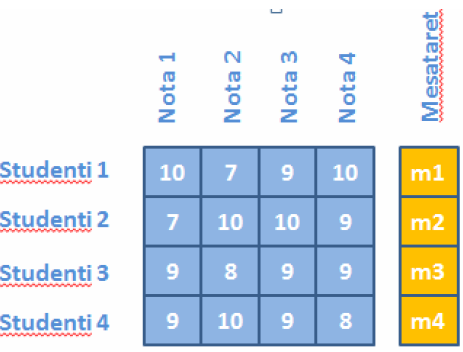 Nota 1 Nota 2 Nota 3 Nota 4 Mesataret
Studenti 1 10 7 9 10 m1
Studenti 2 7 10 10 9 m2
Studenti 3 9 8 9 9 m3
Studenti 4 9 10 9 8 m4